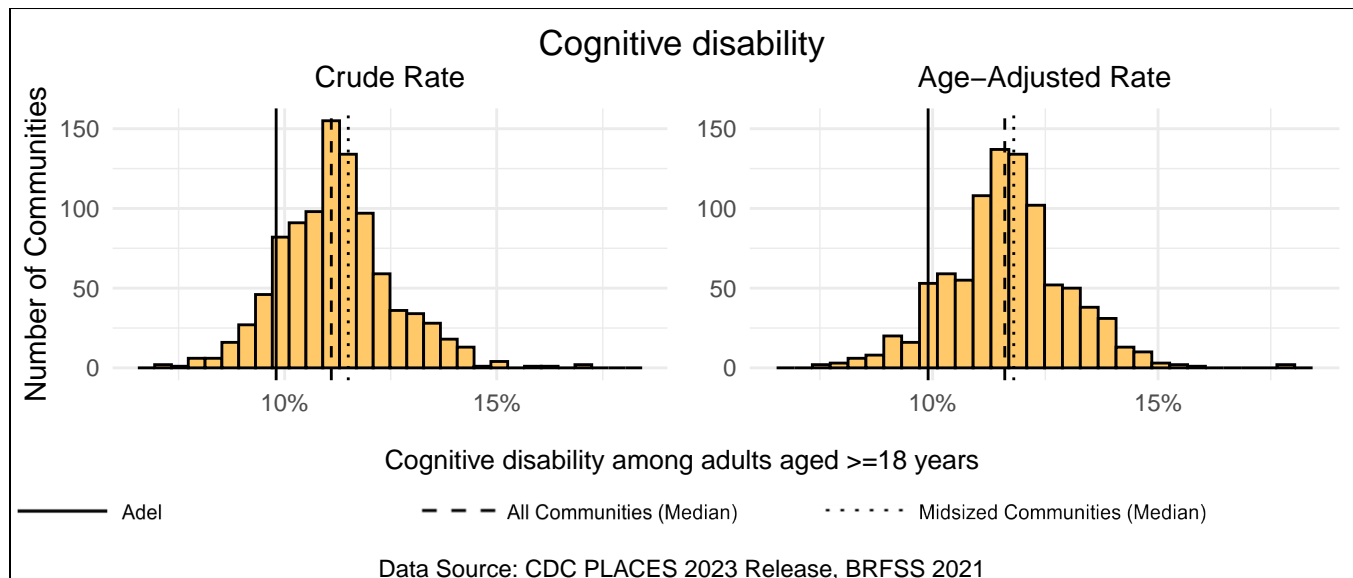 Cognitive disability
Crude Rate
Age−Adjusted Rate
Number of Communities
150
100
50
0
10%
15%
150
100
50
0
10%
15%
Cognitive disability among adults aged >=18 years
Adel
All Communities (Median)
Midsized Communities (Median)
Data Source: CDC PLACES 2023 Release, BRFSS 2021